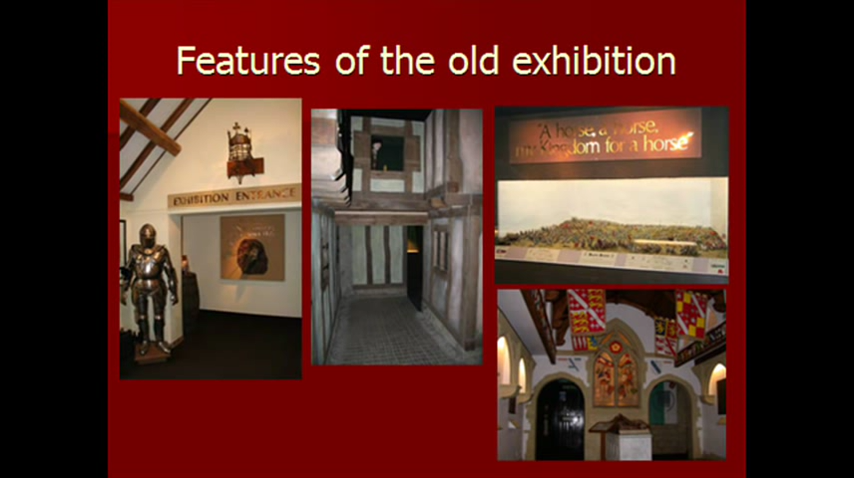 Features of the old exhibition
EXHIBITION ENTRANCE
"A horse, a horse,
my Kingdom for a horse"